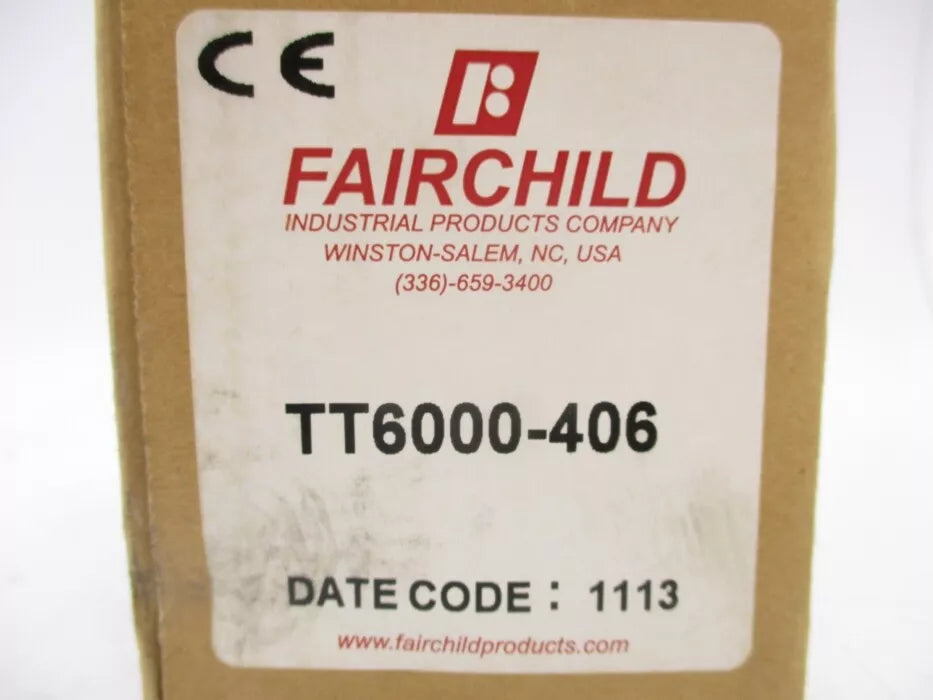 CE
FAIRCHILD
INDUSTRIAL PRODUCTS COMPANY
WINSTON-SALEM, NC, USA
(336)-659-3400
TT6000-406
DATE CODE : 1113
www.fairchildproducts.com